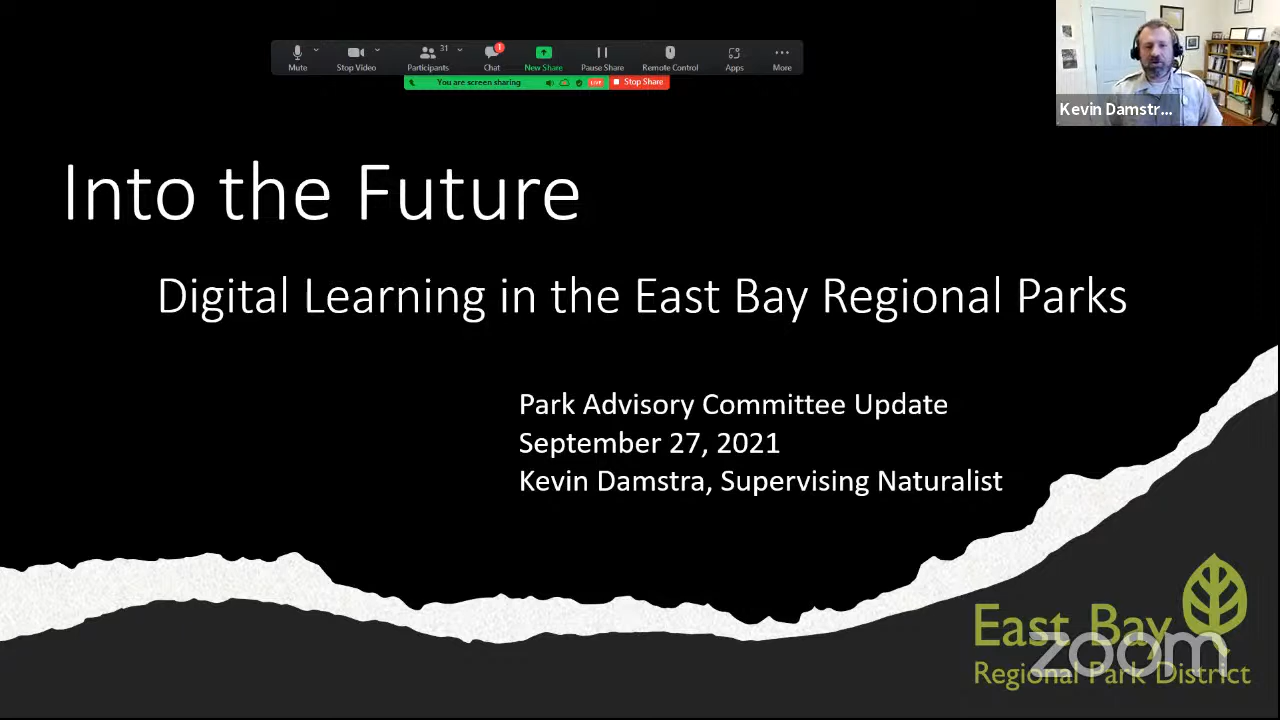 31
1
Mute
Stop Video
Participants
Chat
New Share
Pause Share
Remote Control
Apps
More
You are screen sharing
LIVE
Stop Share
Kevin Damstr...
Into the Future
Digital Learning in the East Bay Regional Parks
Park Advisory Committee Update
September 27, 2021
Kevin Damstra, Supervising Naturalist
East Bay
zoom
Regional Park District